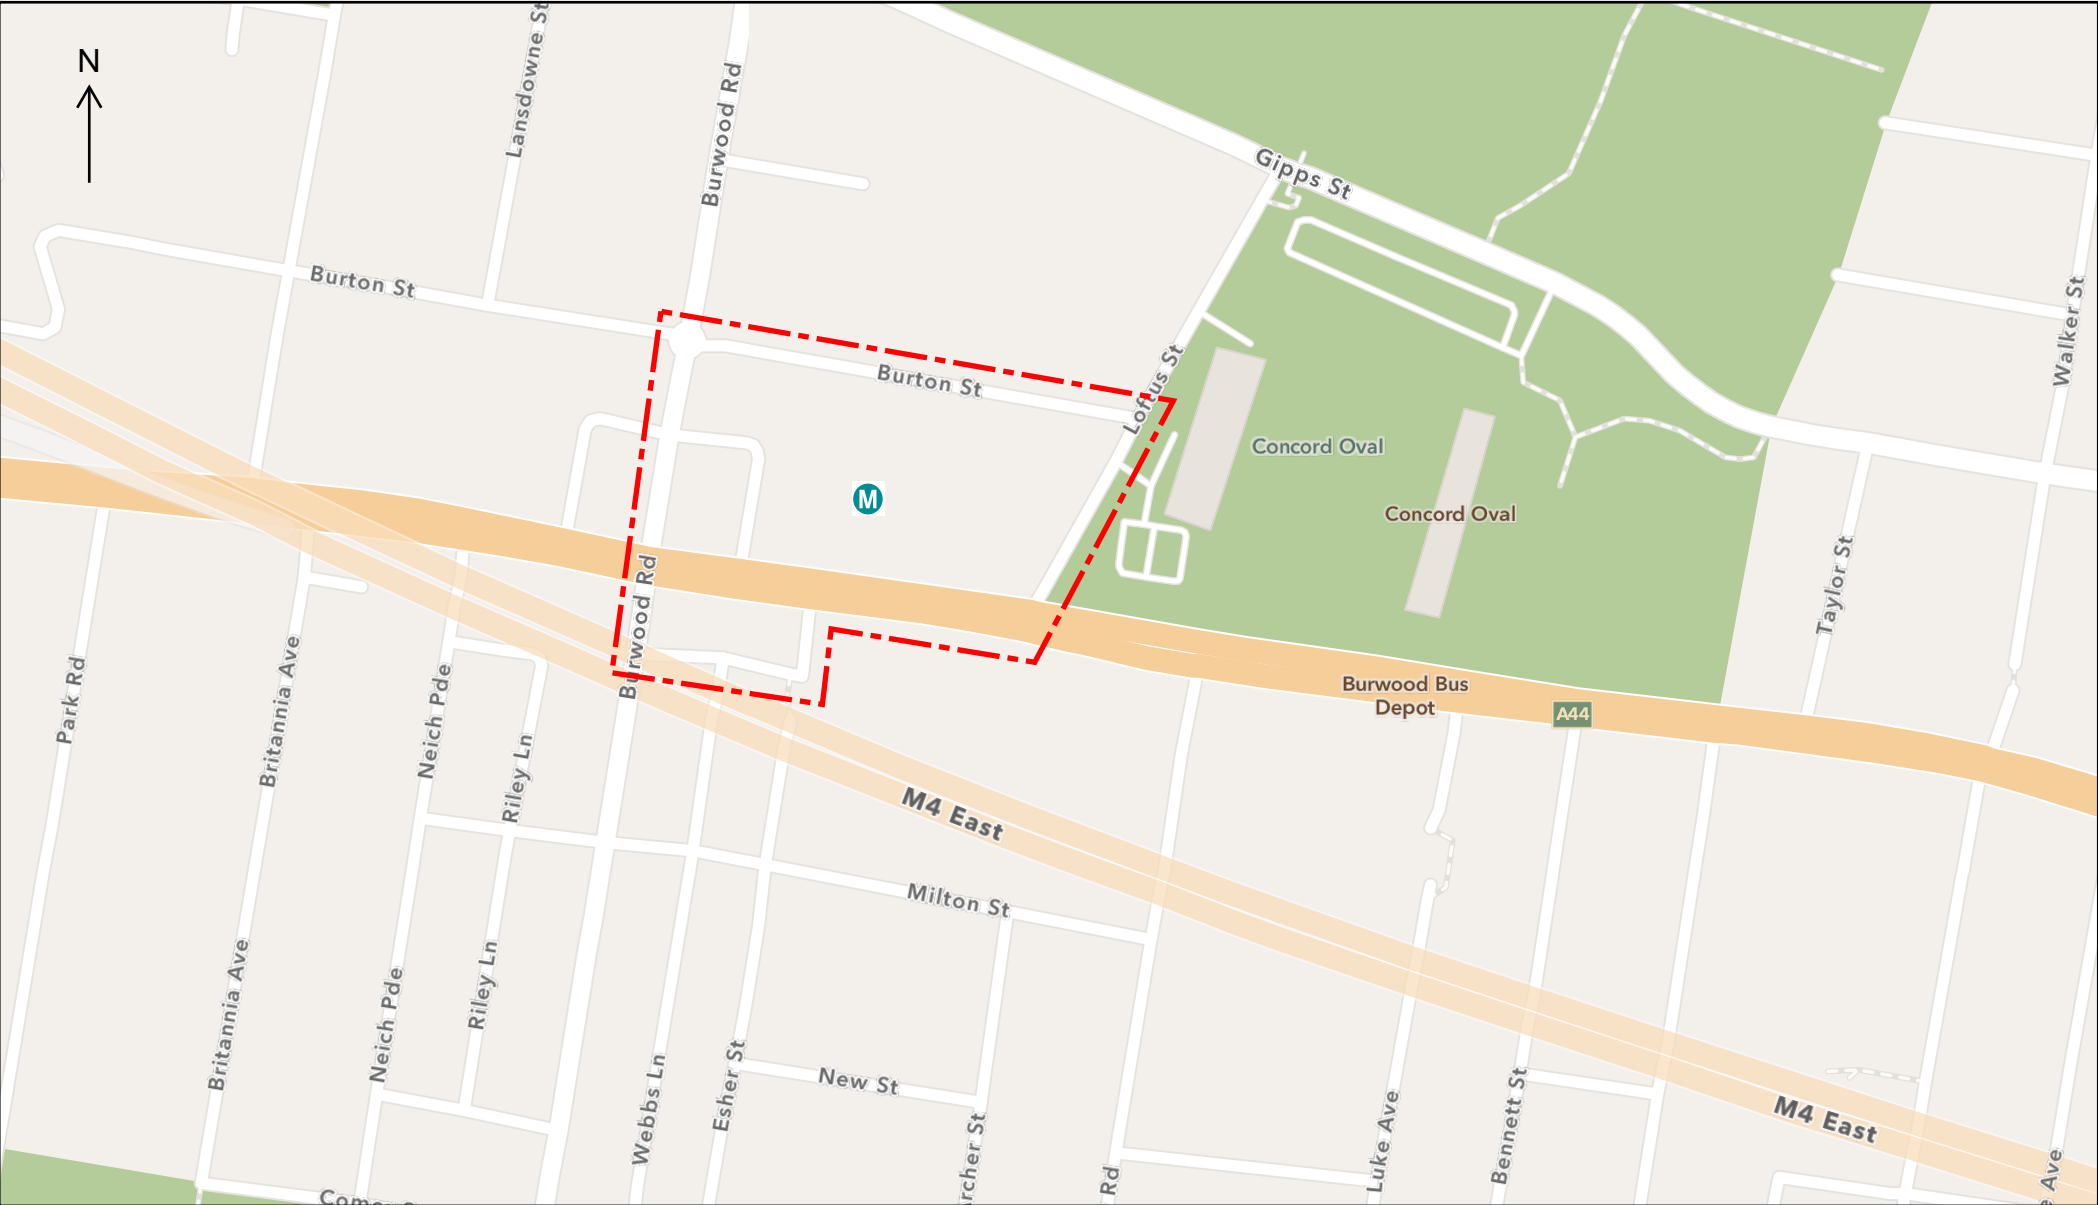 N
Lansdowne St
Burwood Rd
Gipps St
Burton St
Walker St
Burton St
Loftus St
Concord Oval
M
Concord Oval
Taylor St
Burwood Rd
Park Rd
Britannia Ave
Neich Pde
Riley Ln
Burwood Bus
Depot
A44
M4 East
Milton St
Britannia Ave
Neich Pde
Riley Ln
Webbs Ln
Esher St
New St
Luke Ave
Bennett St
M4 East
rcher St
Rd
Ave